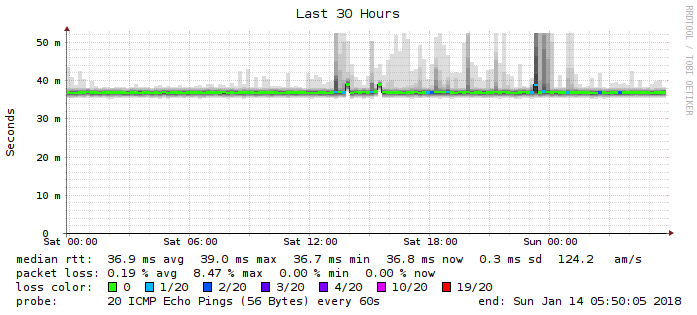 Last 30 Hours
RRDTOOL / TOBI OETIKER
Seconds
50 m
40 m
30 m
20 m
10 m
0
Sat 00:00 Sat 06:00 Sat 12:00 Sat 18:00 Sun 00:00
median rtt: 36.9 ms avg 39.0 ms max 36.7 ms min 36.8 ms now 0.3 ms sd 124.2 am/s
packet loss: 0.19 % avg 8.47 % max 0.00 % min 0.00 % now
loss color: 0 1/20 2/20 3/20 4/20 10/20 19/20
probe: 20 ICMP Echo Pings (56 Bytes) every 60s end: Sun Jan 14 05:50:05 2018